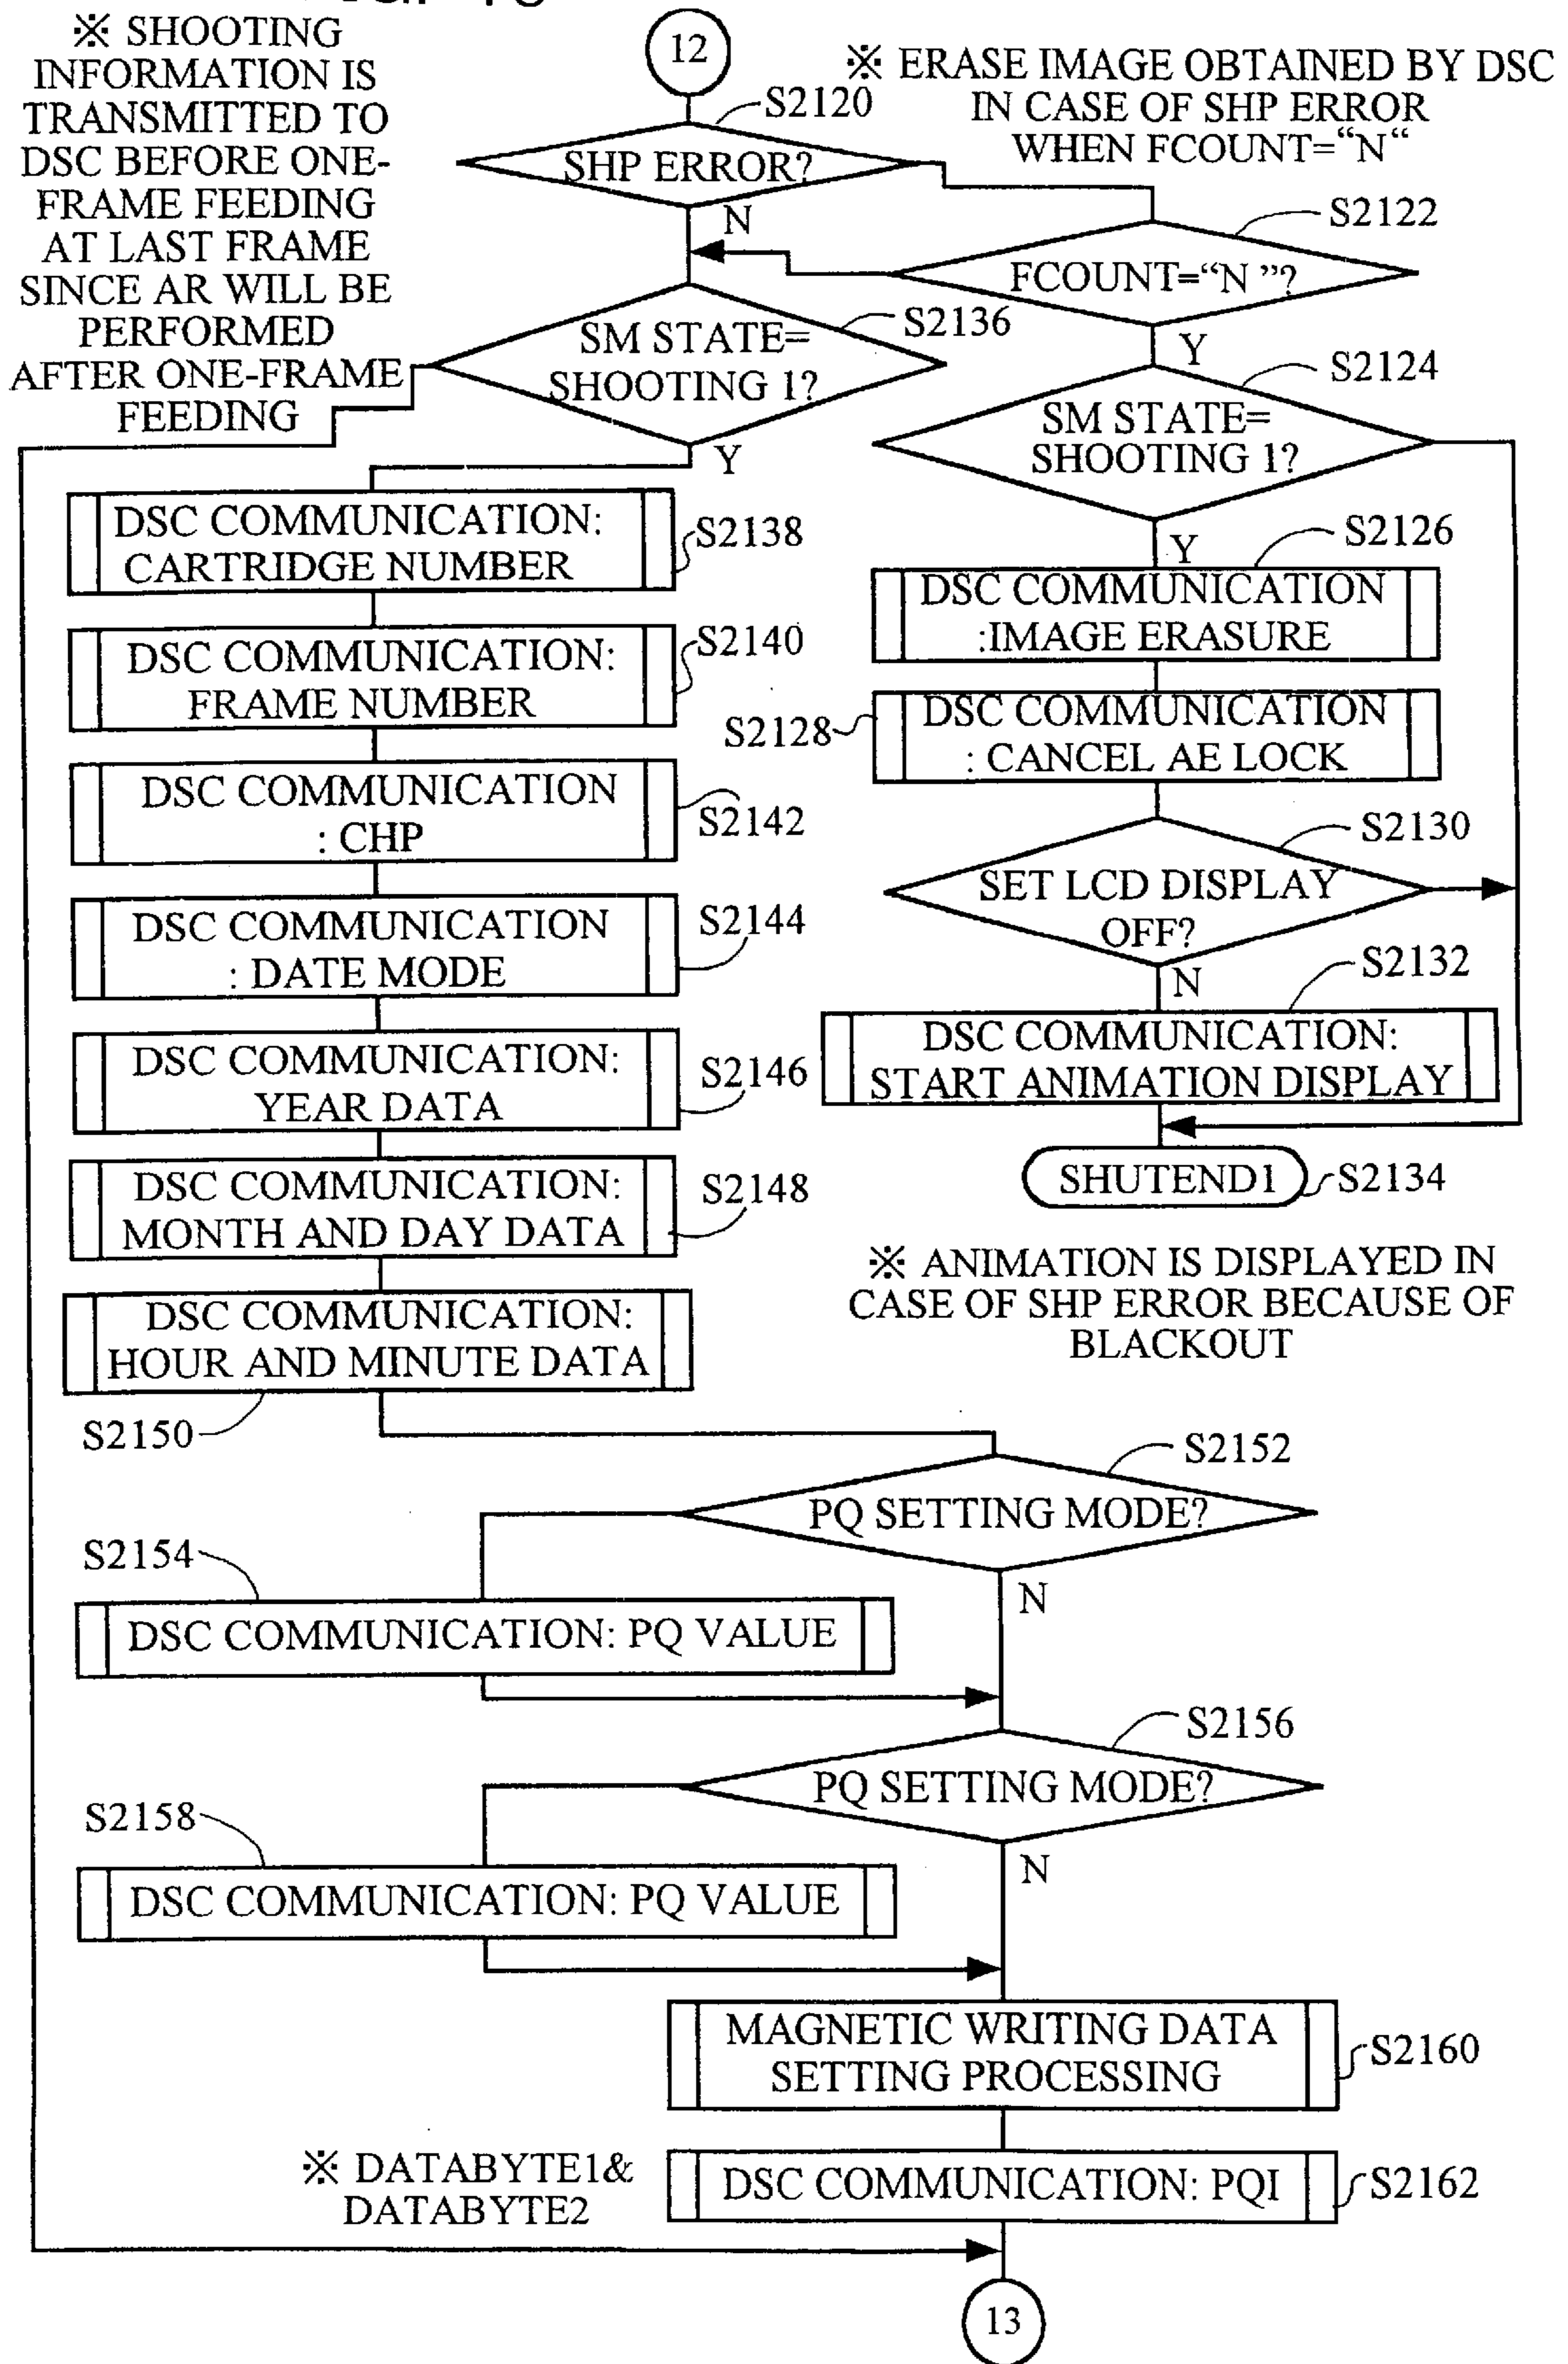 ※ SHOOTING
INFORMATION IS
TRANSMITTED TO
DSC BEFORE ONE-
FRAME FEEDING
AT LAST FRAME
SINCE AR WILL BE
PERFORMED
AFTER ONE-FRAME
FEEDING
12
※ ERASE IMAGE OBTAINED BY DSC
IN CASE OF SHP ERROR
WHEN FCOUNT=“N“
S2120
SHP ERROR?
N
S2122
FCOUNT=“N ”?
Y
S2136
SM STATE=
SHOOTING 1?
Y
S2124
SM STATE=
SHOOTING 1?
Y
DSC COMMUNICATION:
CARTRIDGE NUMBER
S2138
S2126
DSC COMMUNICATION
:IMAGE ERASURE
DSC COMMUNICATION:
FRAME NUMBER
S2140
S2128
DSC COMMUNICATION
: CANCEL AE LOCK
DSC COMMUNICATION
: CHP
S2142
S2130
SET LCD DISPLAY
OFF?
N
DSC COMMUNICATION
: DATE MODE
S2144
S2132
DSC COMMUNICATION:
START ANIMATION DISPLAY
DSC COMMUNICATION:
YEAR DATA
S2146
SHUTEND1
S2134
DSC COMMUNICATION:
MONTH AND DAY DATA
S2148
※ ANIMATION IS DISPLAYED IN
CASE OF SHP ERROR BECAUSE OF
BLACKOUT
DSC COMMUNICATION:
HOUR AND MINUTE DATA
S2150
S2152
PQ SETTING MODE?
N
S2154
DSC COMMUNICATION: PQ VALUE
S2156
PQ SETTING MODE?
N
S2158
DSC COMMUNICATION: PQ VALUE
MAGNETIC WRITING DATA
SETTING PROCESSING
S2160
※ DATABYTE1&
DATABYTE2
DSC COMMUNICATION: PQI
S2162
13